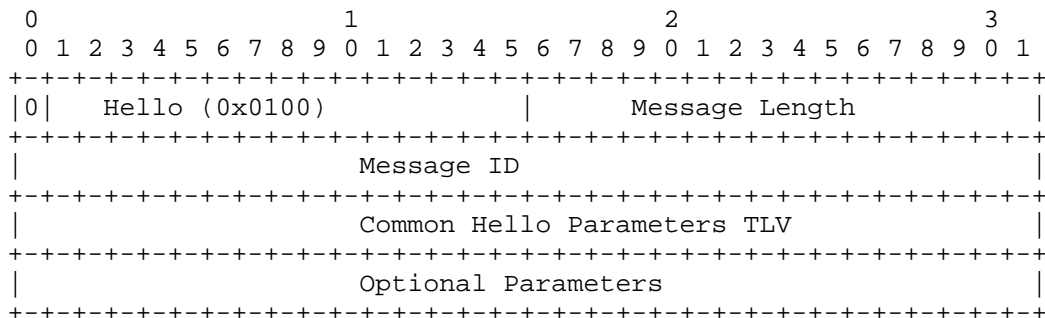 0                   1                   2                   3
 0 1 2 3 4 5 6 7 8 9 0 1 2 3 4 5 6 7 8 9 0 1 2 3 4 5 6 7 8 9 0 1
+-+-+-+-+-+-+-+-+-+-+-+-+-+-+-+-+-+-+-+-+-+-+-+-+-+-+-+-+-+-+-+-+
|0|   Hello (0x0100)            |      Message Length           |
+-+-+-+-+-+-+-+-+-+-+-+-+-+-+-+-+-+-+-+-+-+-+-+-+-+-+-+-+-+-+-+-+
|                     Message ID                                |
+-+-+-+-+-+-+-+-+-+-+-+-+-+-+-+-+-+-+-+-+-+-+-+-+-+-+-+-+-+-+-+-+
|                     Common Hello Parameters TLV               |
+-+-+-+-+-+-+-+-+-+-+-+-+-+-+-+-+-+-+-+-+-+-+-+-+-+-+-+-+-+-+-+-+
|                     Optional Parameters                       |
+-+-+-+-+-+-+-+-+-+-+-+-+-+-+-+-+-+-+-+-+-+-+-+-+-+-+-+-+-+-+-+-+